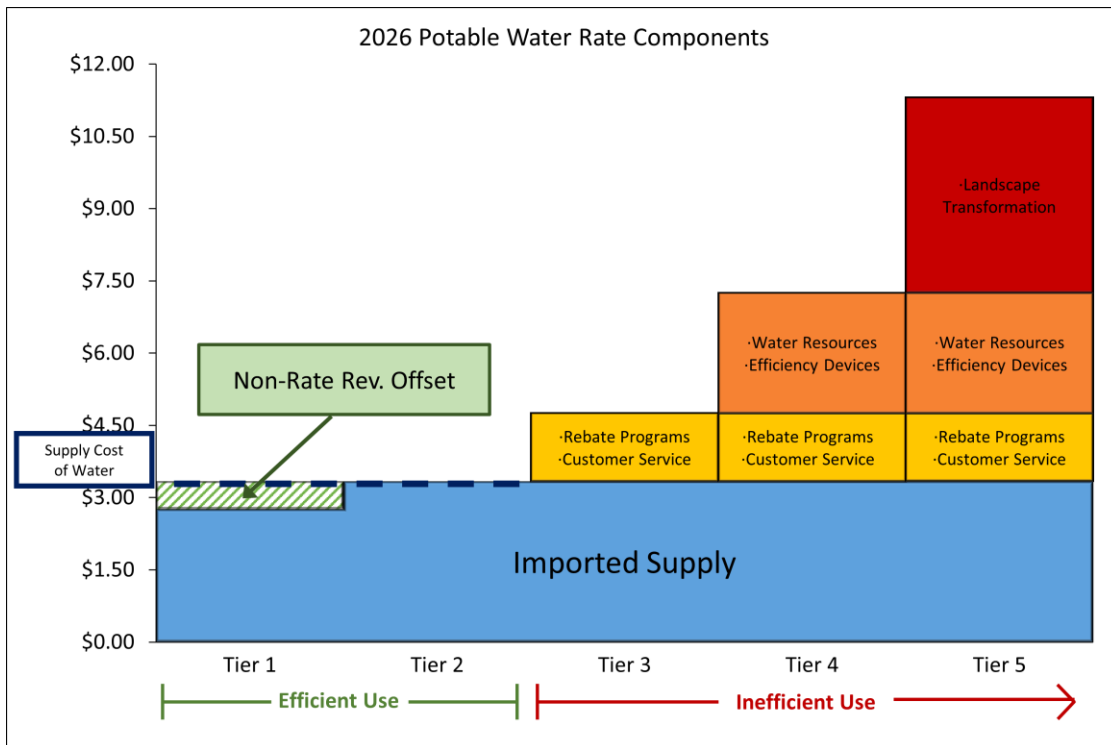 2026 Potable Water Rate Components
$12.00
$10.50
$9.00
$7.50
$6.00
$4.50
$3.00
$1.50
$0.00
Supply Cost
of Water
Non-Rate Rev. Offset
·Landscape
Transformation
·Water Resources
·Efficiency Devices
·Water Resources
·Efficiency Devices
·Rebate Programs
·Customer Service
·Rebate Programs
·Customer Service
·Rebate Programs
·Customer Service
Imported Supply
Tier 1
Tier 2
Tier 3
Tier 4
Tier 5
Efficient Use
Inefficient Use